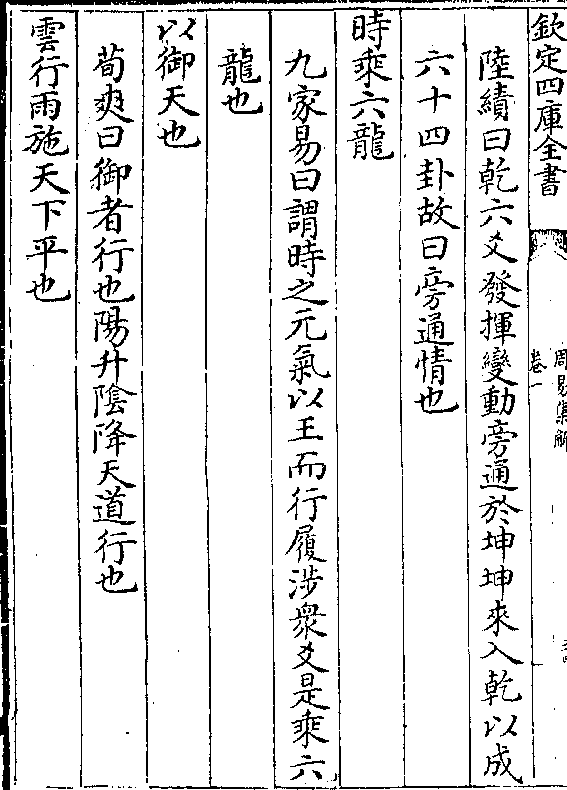 欽定四庫全書
周易集解
卷一
陸績曰乾六爻發揮變動旁通於坤坤來入乾以成
六十四卦故曰旁通情也
時乘六龍
九家易曰謂時之元氣以王而行履涉衆爻是乘六
龍也
以御天也
荀爽曰御者行也陽升陰降天道行也
雲行雨施天下平也